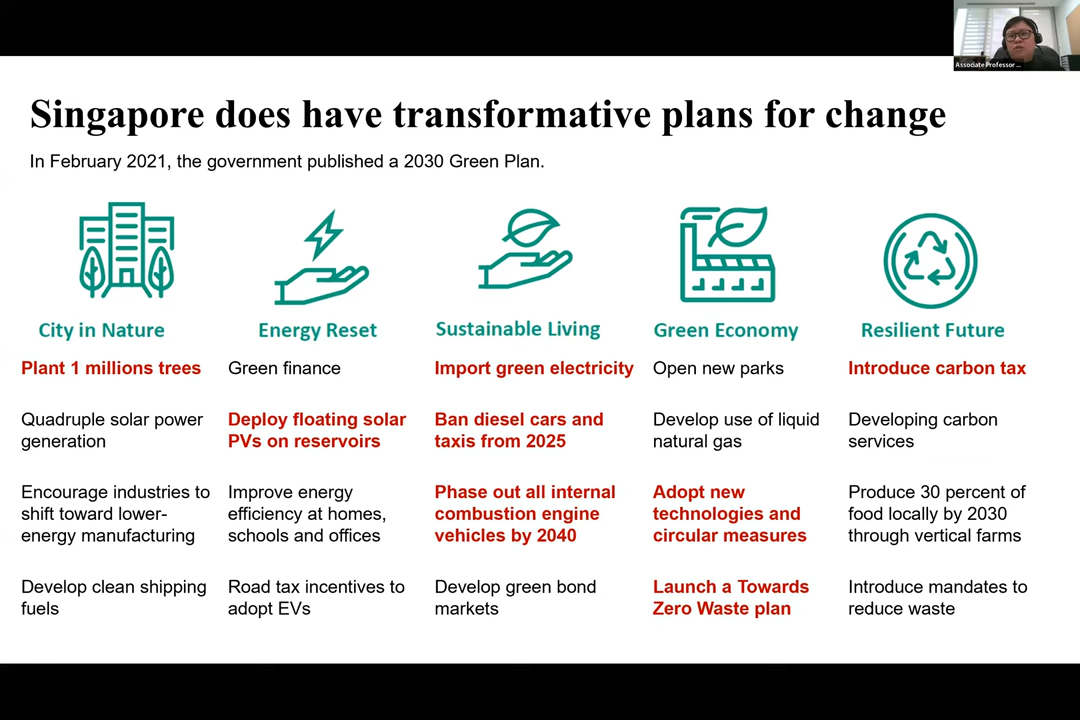 Associate Professor ...
Singapore does have transformative plans for change
In February 2021, the government published a 2030 Green Plan.
City in Nature
Energy Reset
Sustainable Living
Green Economy
Resilient Future
Plant 1 millions trees
Green finance
Import green electricity
Open new parks
Introduce carbon tax
Quadruple solar power
generation
Deploy floating solar
PVs on reservoirs
Ban diesel cars and
taxis from 2025
Develop use of liquid
natural gas
Developing carbon
services
Encourage industries to
shift toward lower-
energy manufacturing
Improve energy
efficiency at homes,
schools and offices
Phase out all internal
combustion engine
vehicles by 2040
Adopt new
technologies and
circular measures
Produce 30 percent of
food locally by 2030
through vertical farms
Develop clean shipping
fuels
Road tax incentives to
adopt EVs
Develop green bond
markets
Launch a Towards
Zero Waste plan
Introduce mandates to
reduce waste